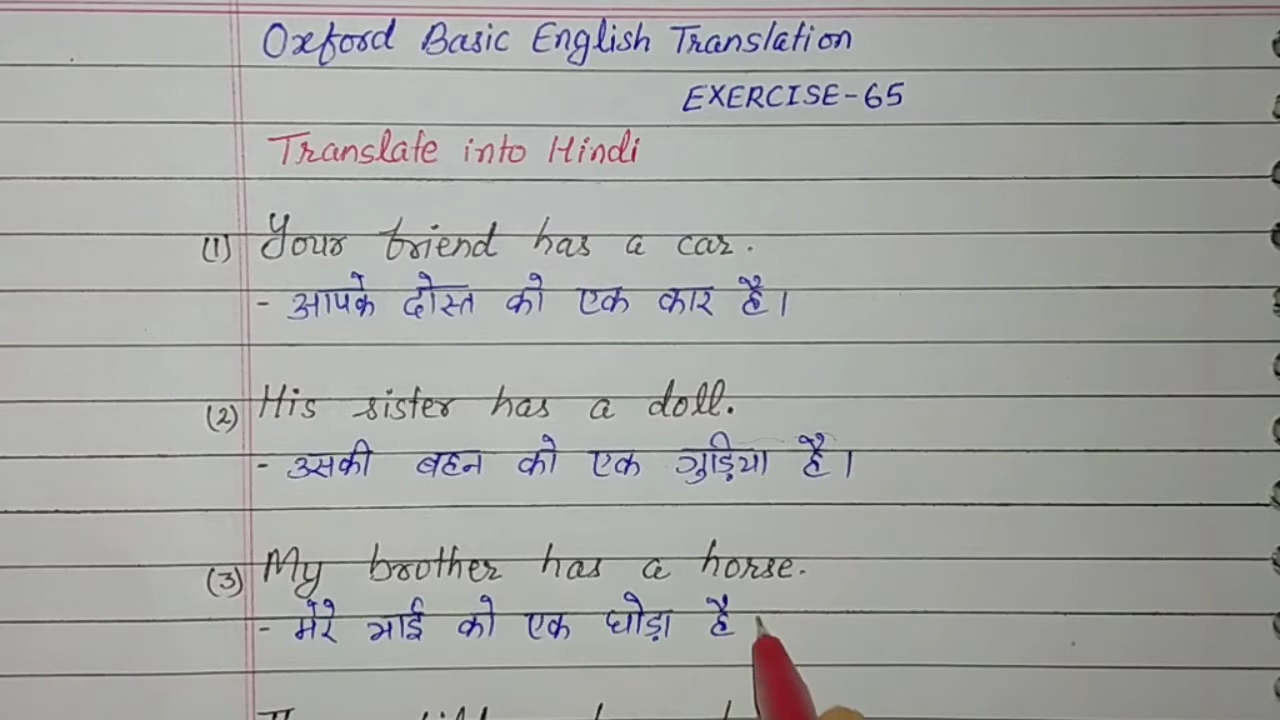 Oxford Basic English Translation
EXERCISE-65
Translate into Hindi
(1) Your friend has a car.
- आपके दोस्त को एक कार है।
(2) His sister has a doll.
- उसकी बहन को एक गुड़िया है।
(3) My brother has a horse.
- मेरे भाई को एक घोड़ा है